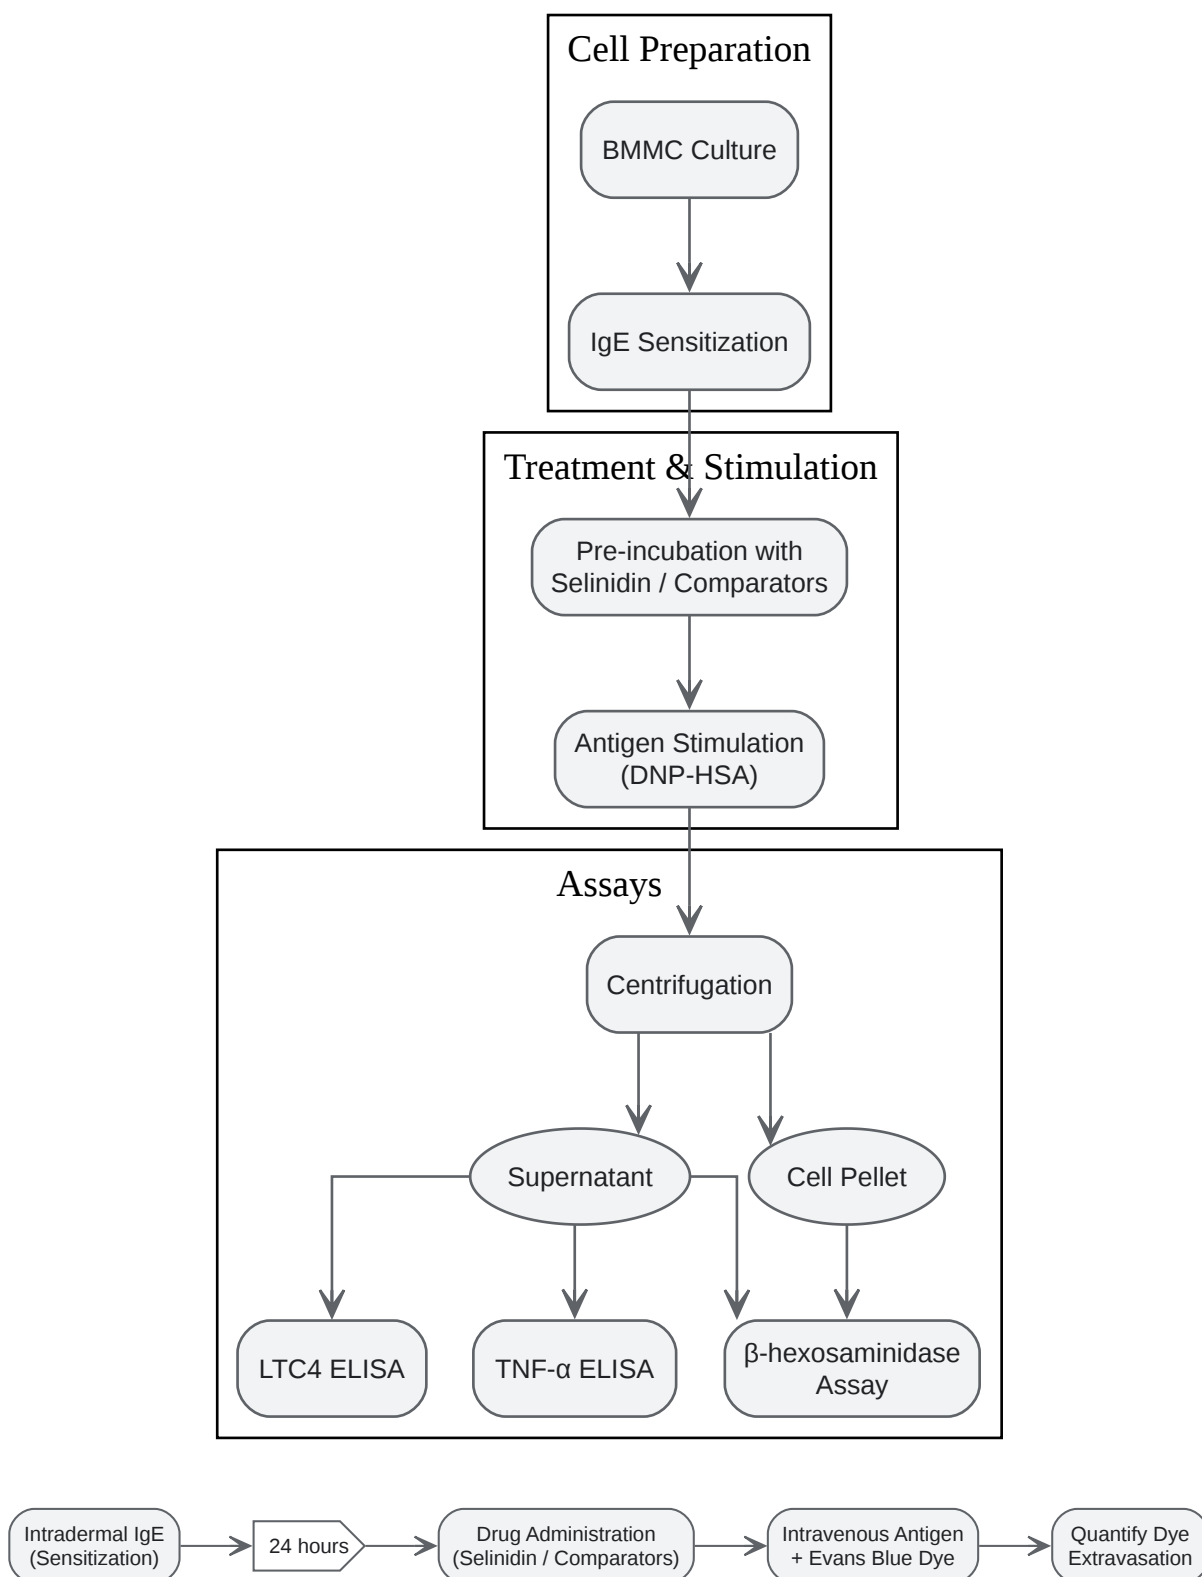 Cell Preparation
BMMC Culture
IgE Sensitization
Treatment & Stimulation
Pre-incubation with
Selinidin / Comparators
Antigen Stimulation
(DNP-HSA)
Assays
Centrifugation
Supernatant
Cell Pellet
LTC4 ELISA
TNF-α ELISA
β-hexosaminidase
Assay
Intradermal IgE
(Sensitization)
24 hours
Drug Administration
(Selinidin / Comparators)
Intravenous Antigen
+ Evans Blue Dye
Quantify Dye
Extravasation